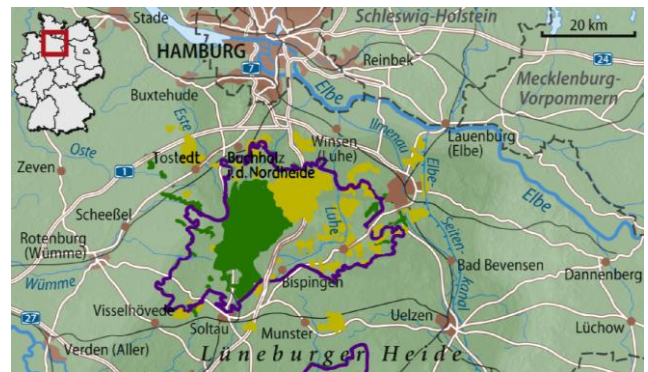 Stade
Schleswig-Holstein
20 km
HAMBURG
7
Reinbek
24
Mecklenburg-
Vorpommern
Buxtehude
Elbe
Este
Winsen
(Luhe)
Ilmenau
Lauenburg
(Elbe)
Oste
Zeven
1
Tostedt
Buchholz
i.d. Nordheide
Elbe-
Seiten-
kanal
Elbe
Scheeßel
Luhe
Rotenburg
(Wümme)
Wümme
Bispingen
Bad Bevensen
Dannenberg
Visselhövede
27
Soltau
Munster
Uelzen
Lüchow
Verden (Aller)
Lüneburger Heide